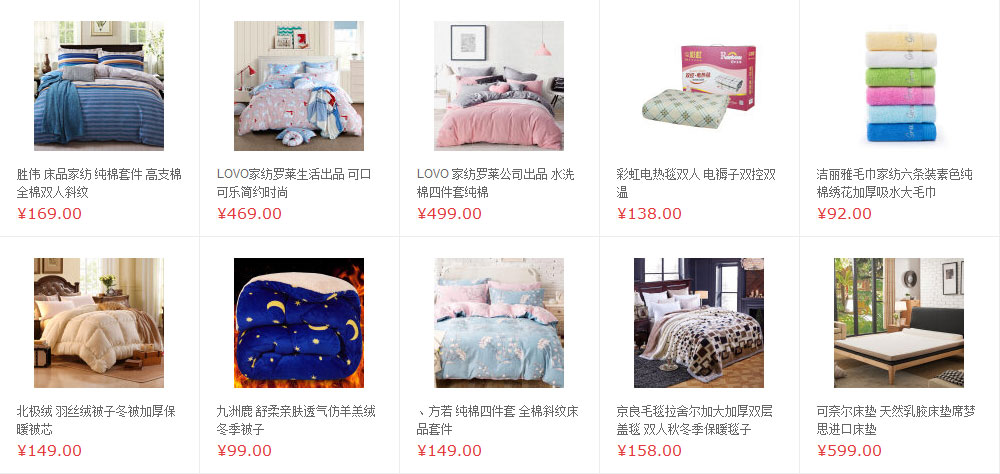 胜伟 床品家纺 纯棉套件 高支棉
全棉双人斜纹
¥169.00
LOVO家纺罗莱生活出品 可口
可乐简约时尚
¥469.00
LOVO 家纺罗莱公司出品 水洗
棉四件套纯棉
¥499.00
彩虹电热毯双人 电褥子双控双
温
¥138.00
洁丽雅毛巾家纺六条装素色纯
棉绣花加厚吸水大毛巾
¥92.00
北极绒 羽丝绒被子冬被加厚保
暖被芯
¥149.00
九洲鹿 舒柔亲肤透气仿羊羔绒
冬季被子
¥99.00
、方若 纯棉四件套 全棉斜纹床
品套件
¥149.00
京良毛毯拉舍尔加大加厚双层
盖毯 双人秋冬季保暖毯子
¥158.00
可奈尔床垫 天然乳胶床垫席梦
思进口床垫
¥599.00